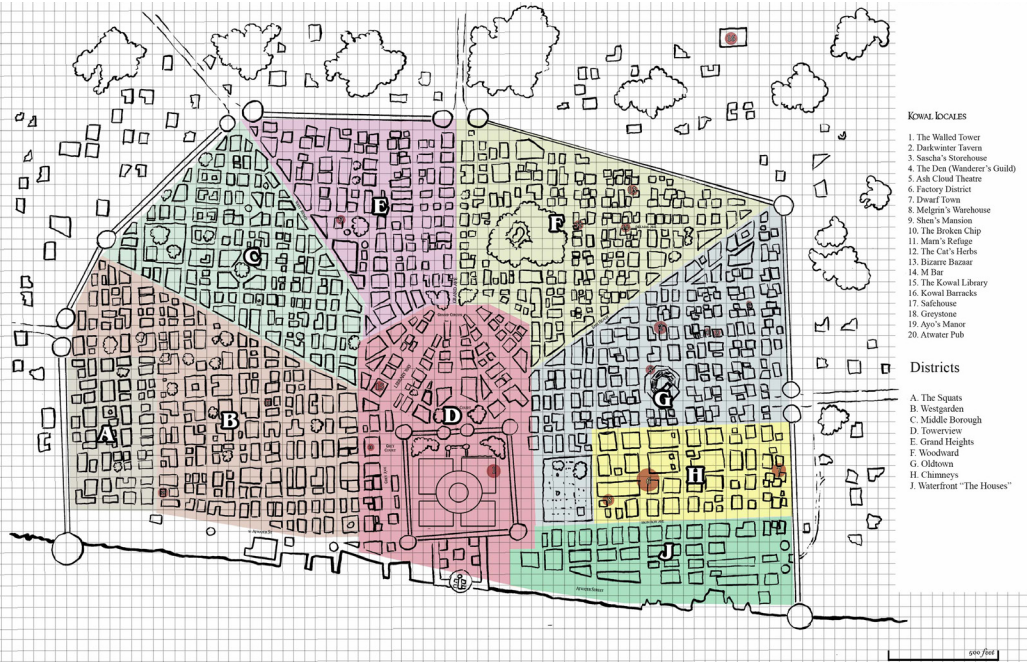 KOWAL LOCALES
1. The Walled Tower
2. Darkwinter Tavern
3. Sascha's Storehouse
4. The Den (Wanderer's Guild)
5. Ash Cloud Theatre
6. Factory District
7. Dwarf Town
8. Melgrin's Warehouse
9. Shen's Mansion
10. The Broken Chip
11. Marn's Refuge
12. The Cat's Herbs
13. Bizarre Bazaar
14. M Bar
15. The Kowal Library
16. Kowal Barracks
17. Safehouse
18. Greystone
19. Ayo's Manor
20. Atwater Pub
Districts
A. The Squats
B. Westgarden
C. Middle Borough
D. Towerview
E. Grand Heights
F. Woodward
G. Oldtown
H. Chimneys
J. Waterfront "The Houses"
E
F
C
G
D
B
A
H
J
500 feet